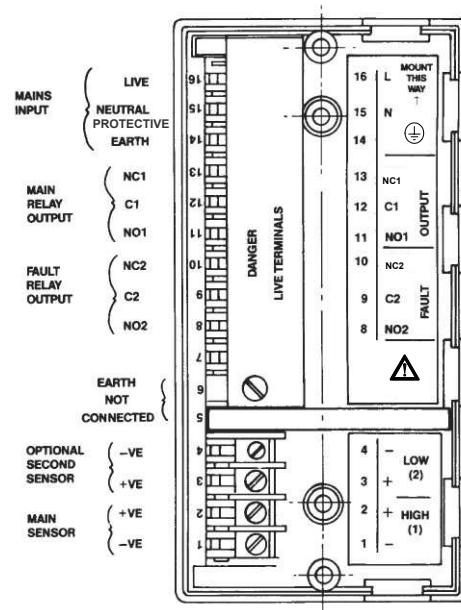 MAINS
INPUT
LIVE
NEUTRAL
PROTECTIVE
EARTH
MAIN
RELAY
OUTPUT
NC1
C1
NO1
FAULT
RELAY
OUTPUT
NC2
C2
NO2
EARTH
NOT
CONNECTED
OPTIONAL
SECOND
SENSOR
–VE
+VE
MAIN
SENSOR
+VE
–VE
16
15
14
13
12
11
10
9
8
7
6
5
4
3
2
1
DANGER
LIVE TERMINALS
16 L
15 N
14
MOUNT
THIS
WAY
↑
13 NC1
12 C1
11 NO1
OUTPUT
10 NC2
9 C2
8 NO2
FAULT
4 –
3 +
LOW
(2)
2 +
1 –
HIGH
(1)